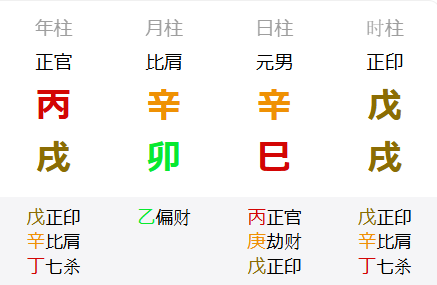 年柱 月柱 日柱 时柱
正官 比肩 元男 正印
丙 辛 辛 戊
戌 卯 巳 戌
戊正印 乙偏财 丙正官 戊正印
辛比肩 庚劫财 辛比肩
丁七杀 戊正印 丁七杀